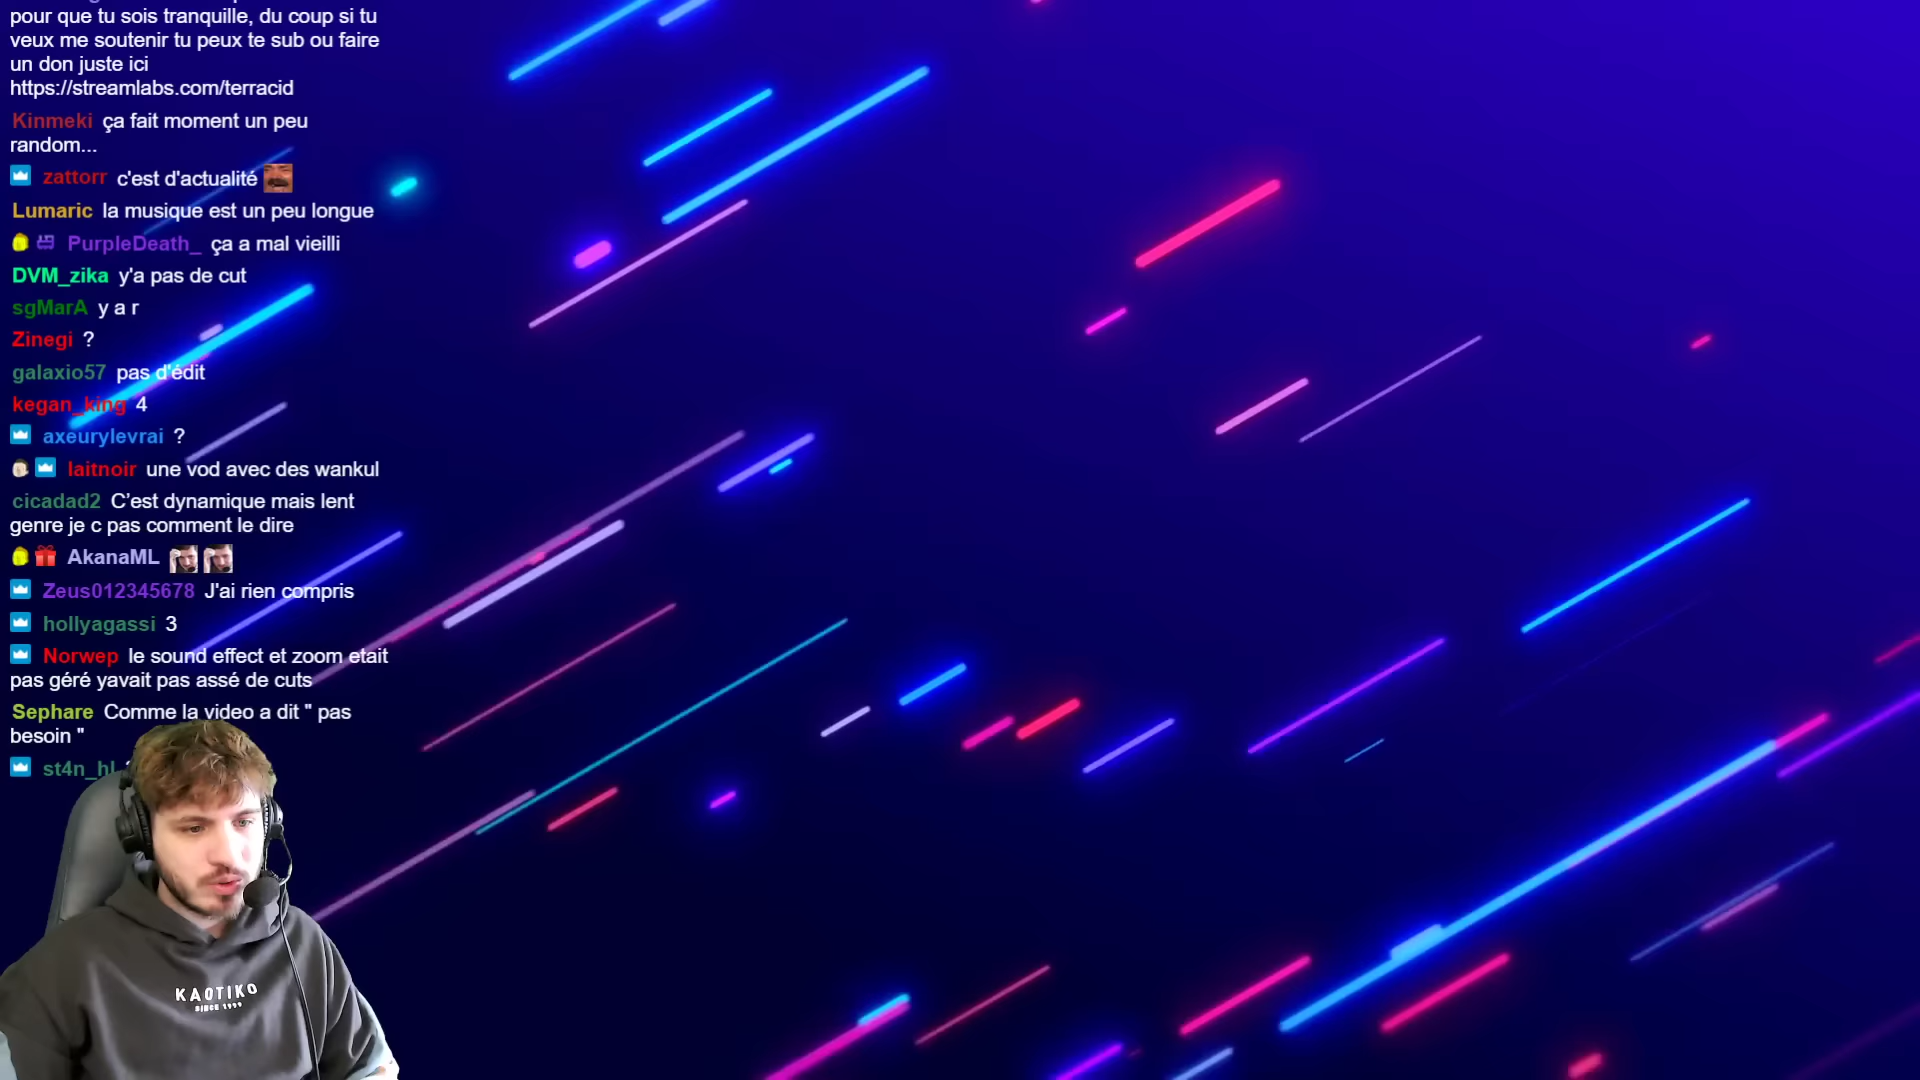 pour que tu sois tranquille, du coup si tu
veux me soutenir tu peux te sub ou faire
un don juste ici
https://streamlabs.com/terracid
Kinmeki ça fait moment un peu
random...
zattorr c'est d'actualité
Lumaric la musique est un peu longue
PurpleDeath_ ça a mal vieilli
DVM_zika y'a pas de cut
sgMarA y a r
Zinegi ?
galaxio57 pas d'édit
kegan_king 4
axeurylevrai ?
laitnoir une vod avec des wankul
cicadad2 C'est dynamique mais lent
genre je c pas comment le dire
AkanaML
Zeus012345678 J'ai rien compris
hollyagassi 3
Norwep le sound effect et zoom etait
pas géré yavait pas assé de cuts
Sephare Comme la video a dit " pas
besoin "
st4n_hl
KAOTIKO
SINCE 1999